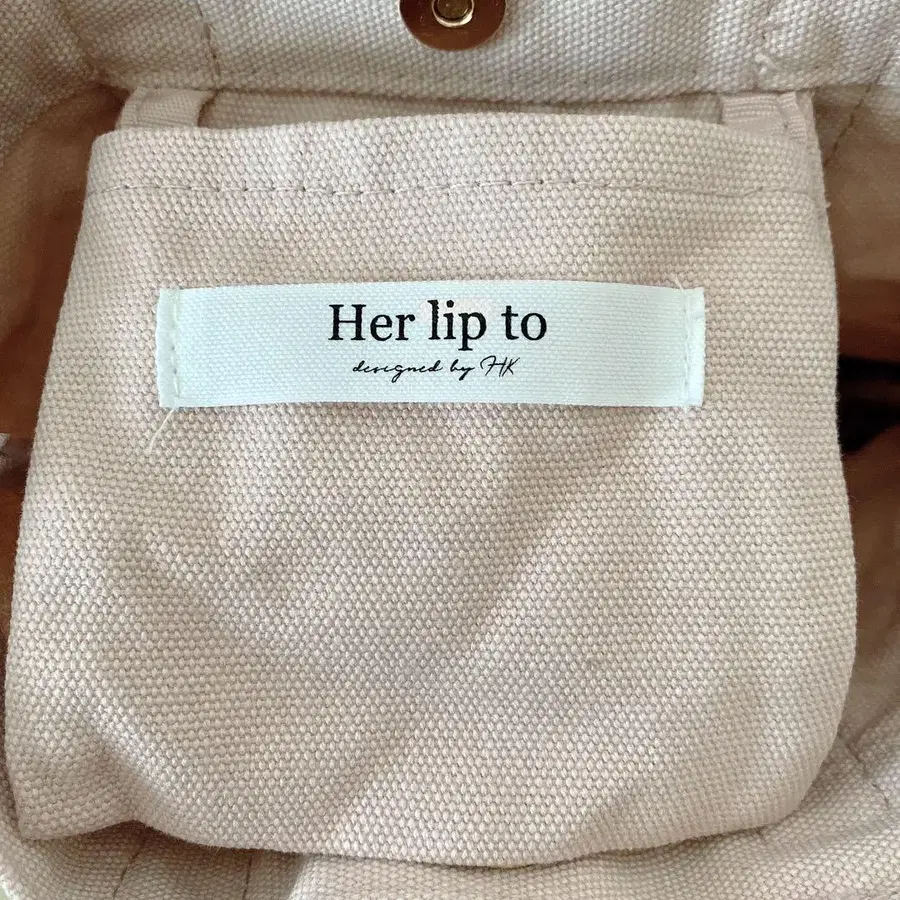 Her lip to
designed by HK